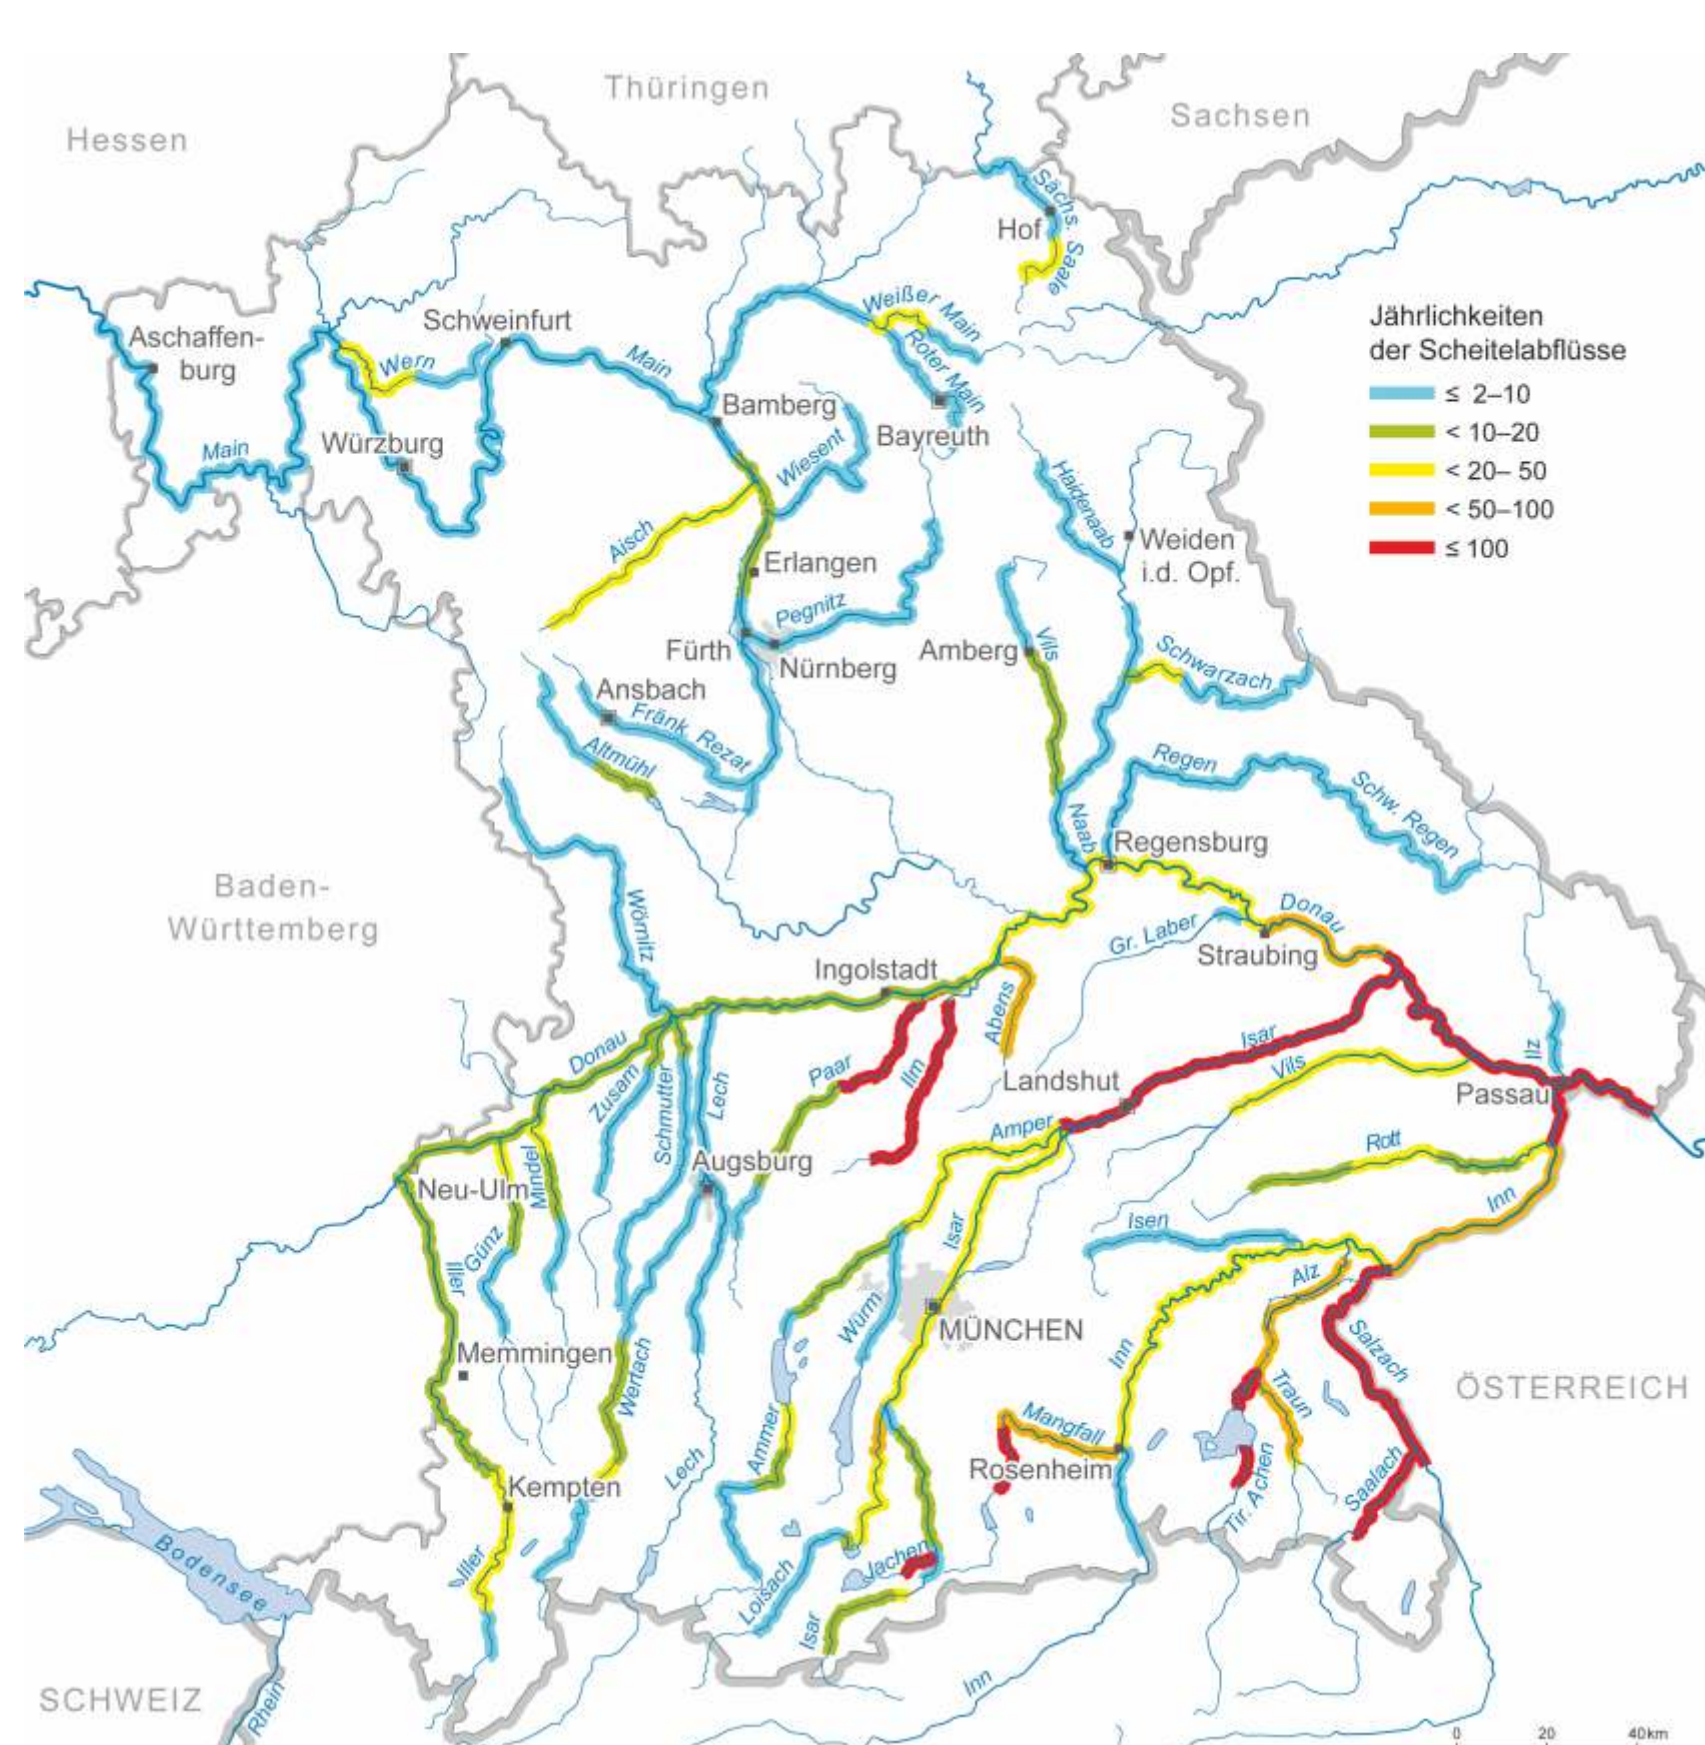 Thüringen
Sachsen
Hessen
Sächs. Saale
Hof
Weißer Main
Jährlichkeiten
der Scheitelabflüsse
≤ 2–10
< 10–20
< 20– 50
< 50–100
≤ 100
Schweinfurt
Aschaffen-
burg
Wern
Main
Roter Main
Bamberg
Bayreuth
Würzburg
Main
Wiesent
Haidenaab
Aisch
Weiden
i.d. Opf.
Erlangen
Pegnitz
Fürth
Nürnberg
Amberg
Vils
Schwarzach
Ansbach
Fränk. Rezat
Altmühl
Regen
Schw. Regen
Naab
Regensburg
Baden-
Württemberg
Wörnitz
Donau
Gr. Laber
Straubing
Ingolstadt
Abens
Donau
Isar
Ilz
Paar
Ilm
Landshut
Vils
Passau
Zusam
Schmutter
Lech
Amper
Rott
Augsburg
Neu-Ulm
Mindel
Inn
Isen
Isar
Günz
Iller
Alz
Würm
MÜNCHEN
Salzach
Memmingen
Inn
Wertach
ÖSTERREICH
Traun
Mangfall
Ammer
Rosenheim
Lech
Kempten
Tir. Achen
Saalach
Bodensee
Iller
Jachen
Loisach
Isar
SCHWEIZ
Rhein
Inn
0 20 40km